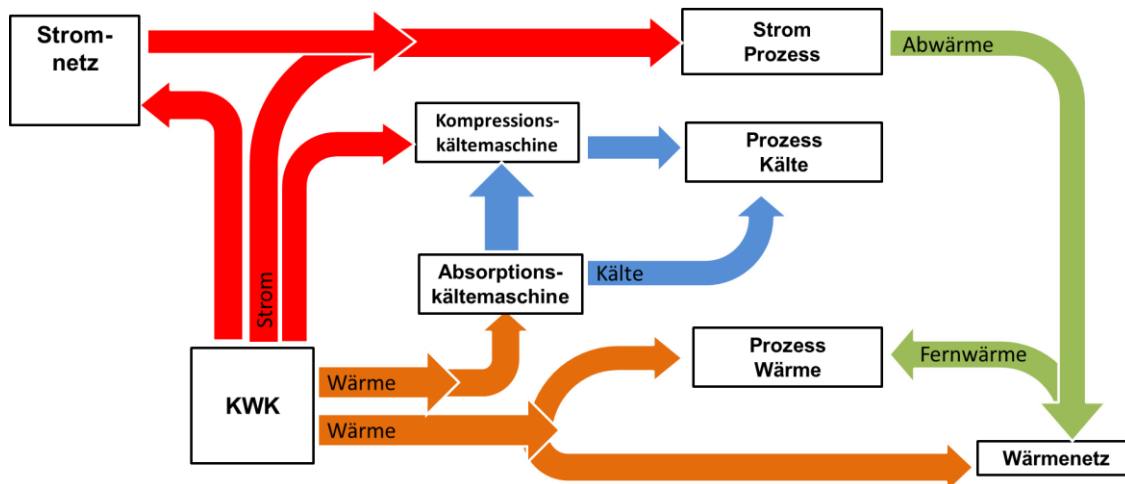 Strom-
netz
Strom
Prozess
Abwärme
Kompressions-
kältemaschine
Prozess
Kälte
Strom
Absorptions-
kältemaschine
Kälte
KWK
Wärme
Wärme
Prozess
Wärme
Fernwärme
Wärmenetz